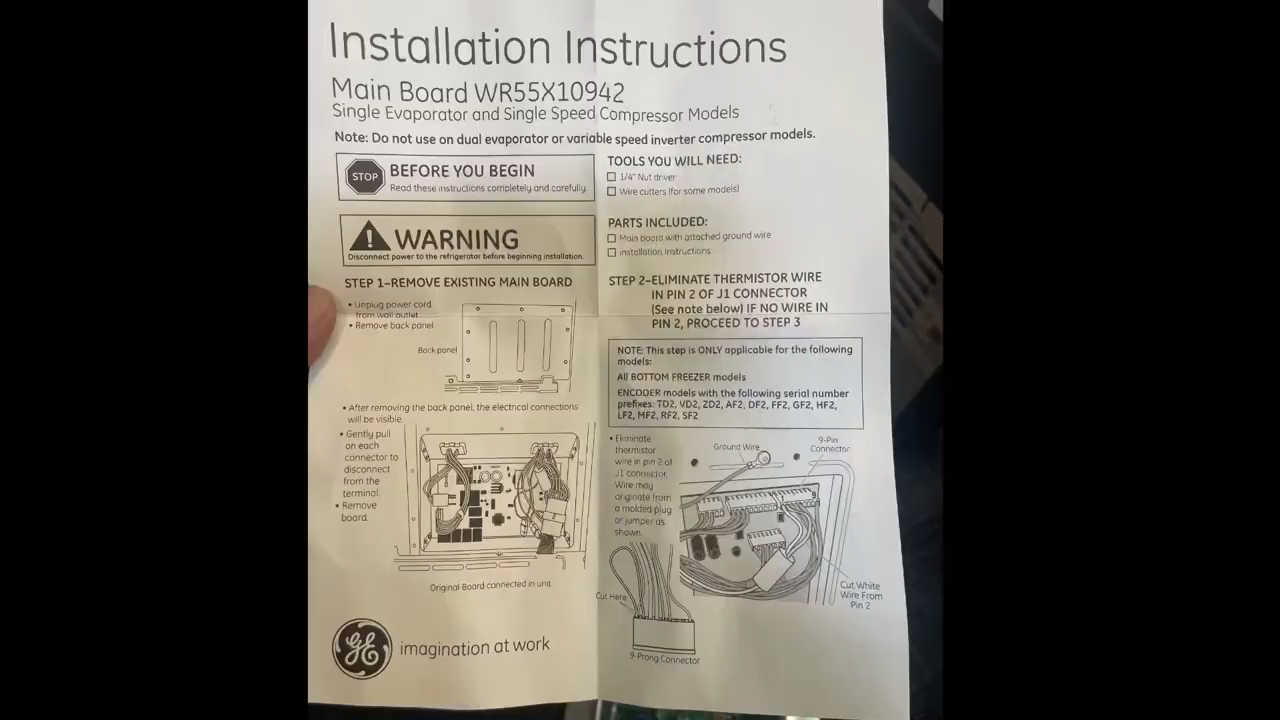 Installation Instructions
Main Board WR55X10942
Single Evaporator and Single Speed Compressor Models
Note: Do not use on dual evaporator or variable speed inverter compressor models.
STOP
BEFORE YOU BEGIN
Read these instructions completely and carefully.
WARNING
Disconnect power to the refrigerator before beginning installation.
STEP 1–REMOVE EXISTING MAIN BOARD
• Unplug power cord
from wall outlet.
• Remove back panel
Back panel
• After removing the back panel, the electrical connections
will be visible.
• Gently pull
on each
connector to
disconnect
from the
terminal.
• Remove
board.
Original Board connected in unit
GE
imagination at work
TOOLS YOU WILL NEED:
1/4" Nut driver
Wire cutters (for some models)
PARTS INCLUDED:
Main board with attached ground wire
Installation Instructions
STEP 2–ELIMINATE THERMISTOR WIRE
IN PIN 2 OF J1 CONNECTOR
(See note below) IF NO WIRE IN
PIN 2, PROCEED TO STEP 3
NOTE: This step is ONLY applicable for the following
models:
All BOTTOM FREEZER models
ENCODER models with the following serial number
prefixes: TD2, VD2, ZD2, AF2, DF2, FF2, GF2, HF2,
LF2, MF2, RF2, SF2
• Eliminate
thermistor
wire in pin 2 of
J1 connector.
Wire may
originate from
a molded plug
or jumper as
shown.
Ground Wire
9-Pin
Connector
Cut White
Wire From
Pin 2
Cut Here
9-Prong Connector